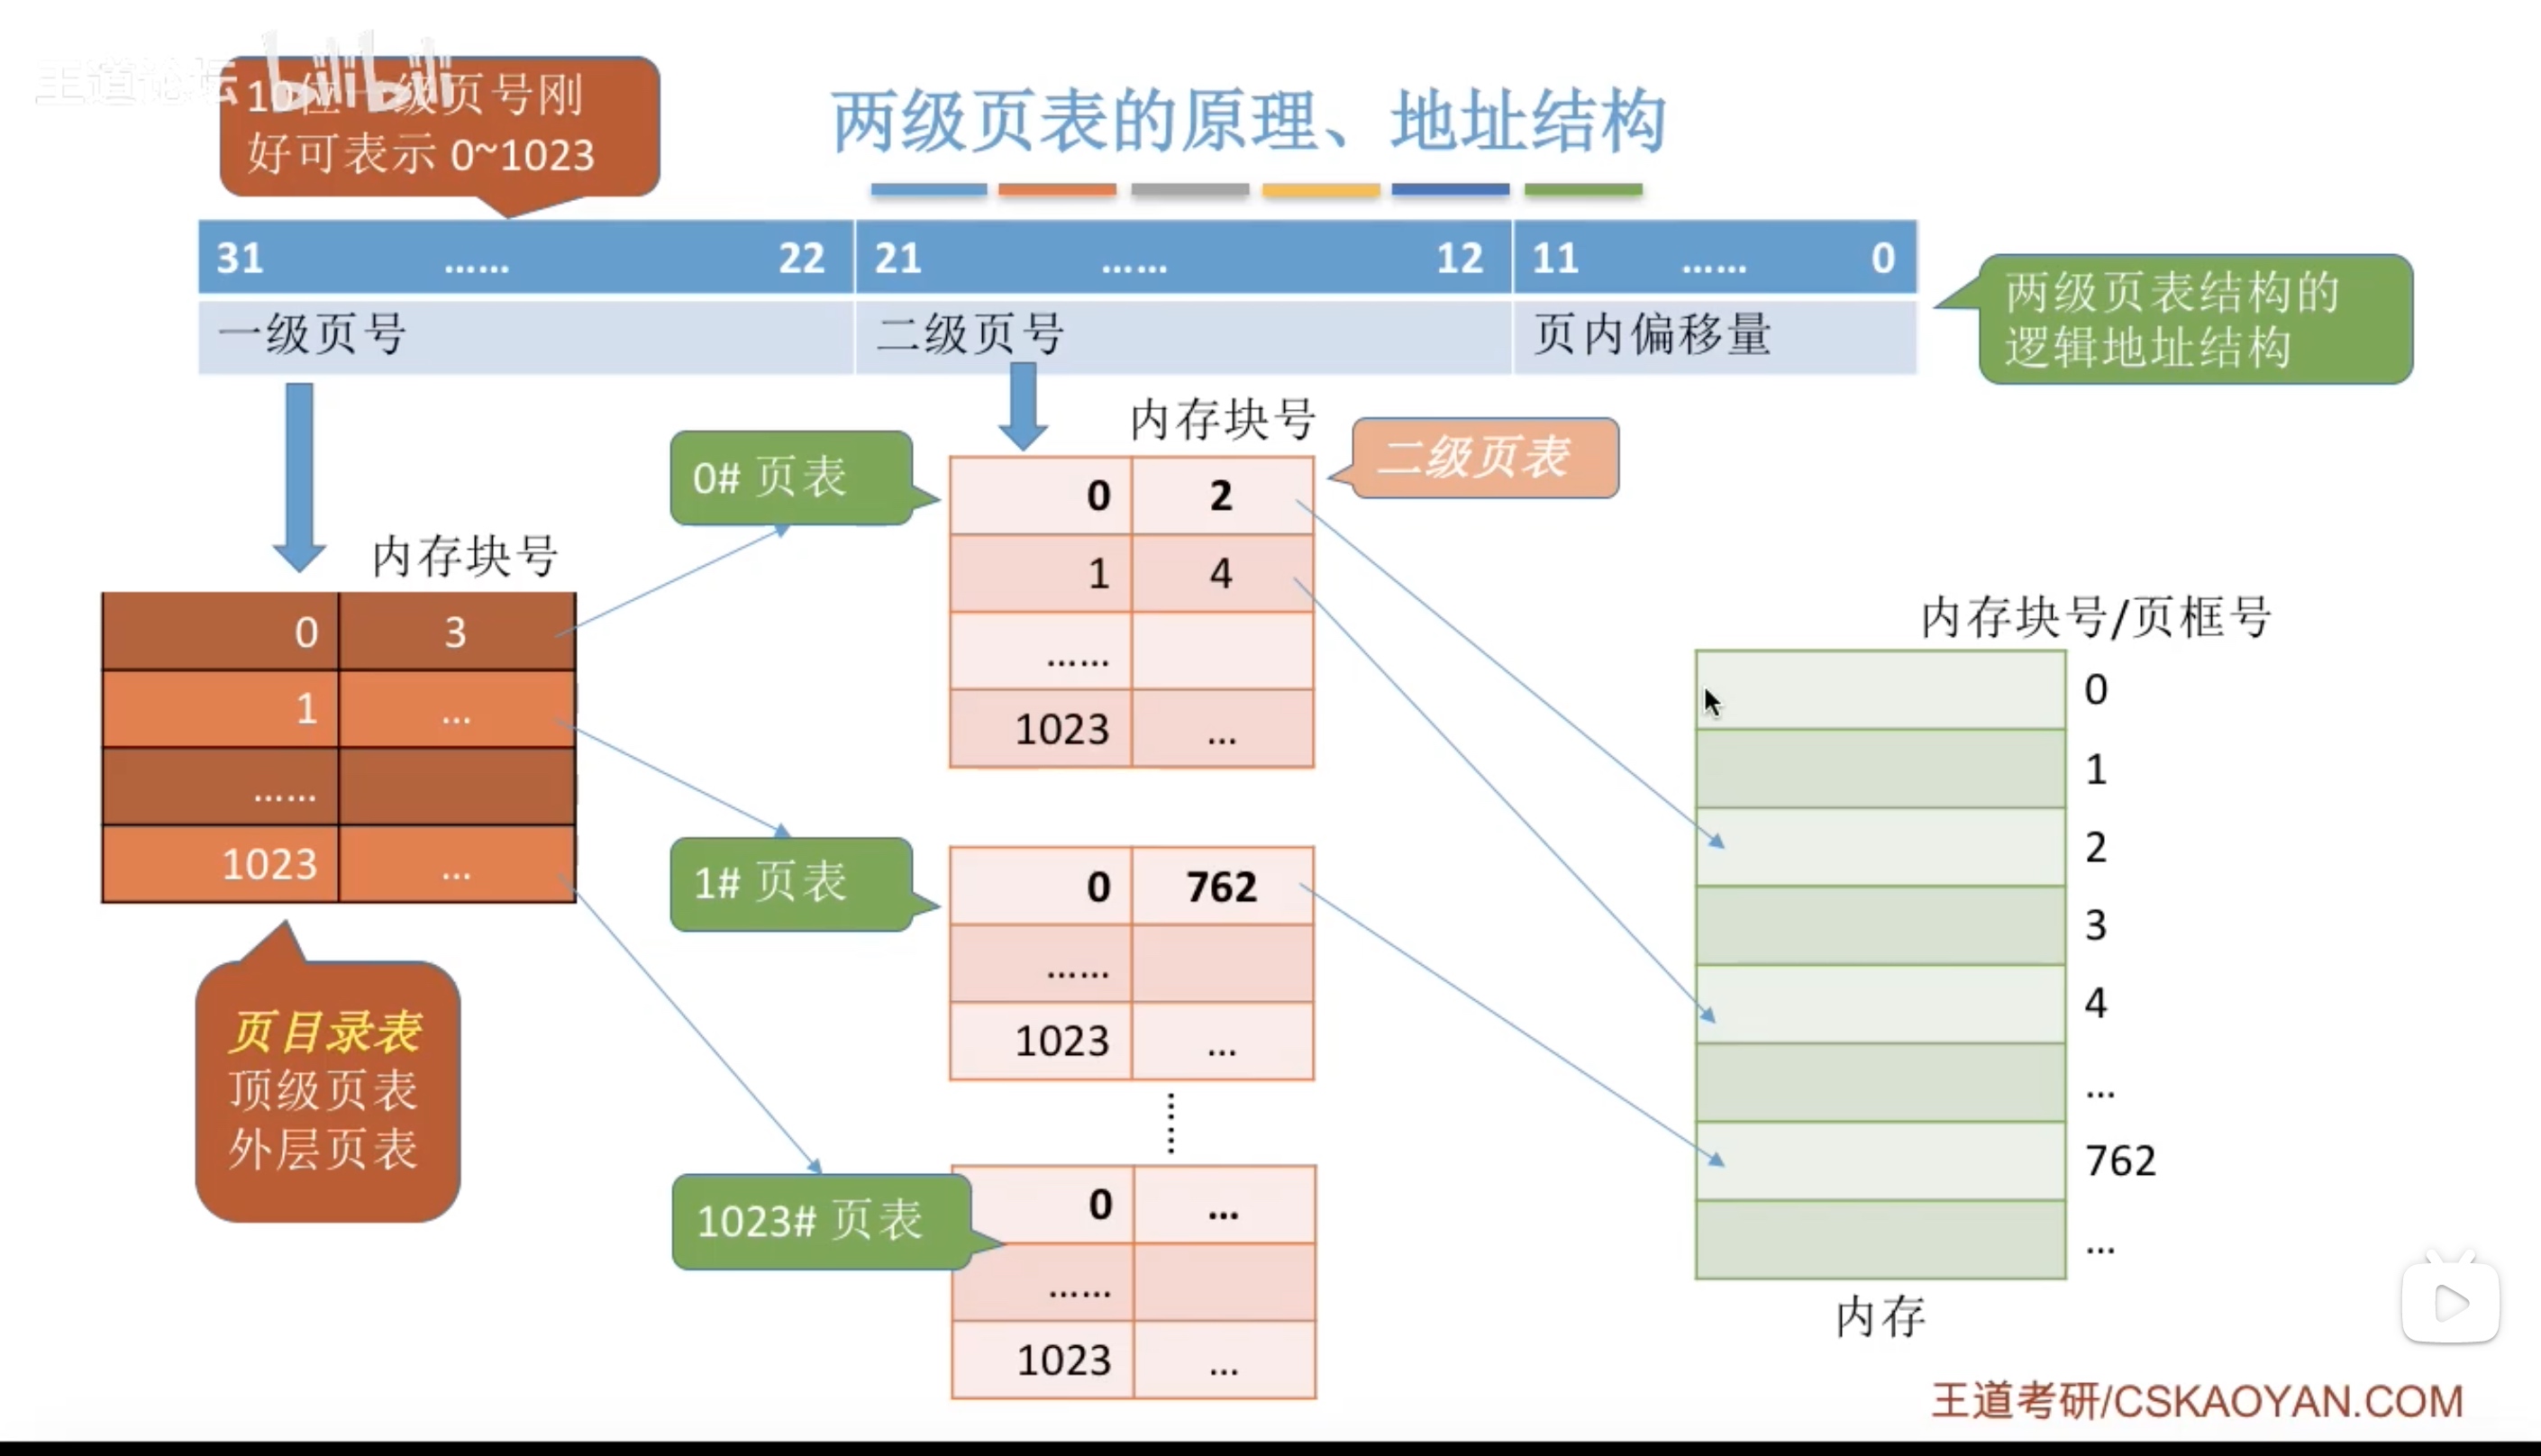 王道论坛
bilibili
10位一级页号刚
好可表示 0~1023
两级页表的原理、地址结构
31 …… 22 21 …… 12 11 …… 0
一级页号 二级页号 页内偏移量
两级页表结构的
逻辑地址结构
内存块号
0 3
1 ...
……
1023 ...
页目录表
顶级页表
外层页表
0# 页表
内存块号
二级页表
0 2
1 4
……
1023 ...
1# 页表
0 762
……
1023 ...
……
1023# 页表
0 ...
……
1023 ...
内存块号/页框号
0
1
2
3
4
...
762
...
内存
王道考研/CSKAOYAN.COM